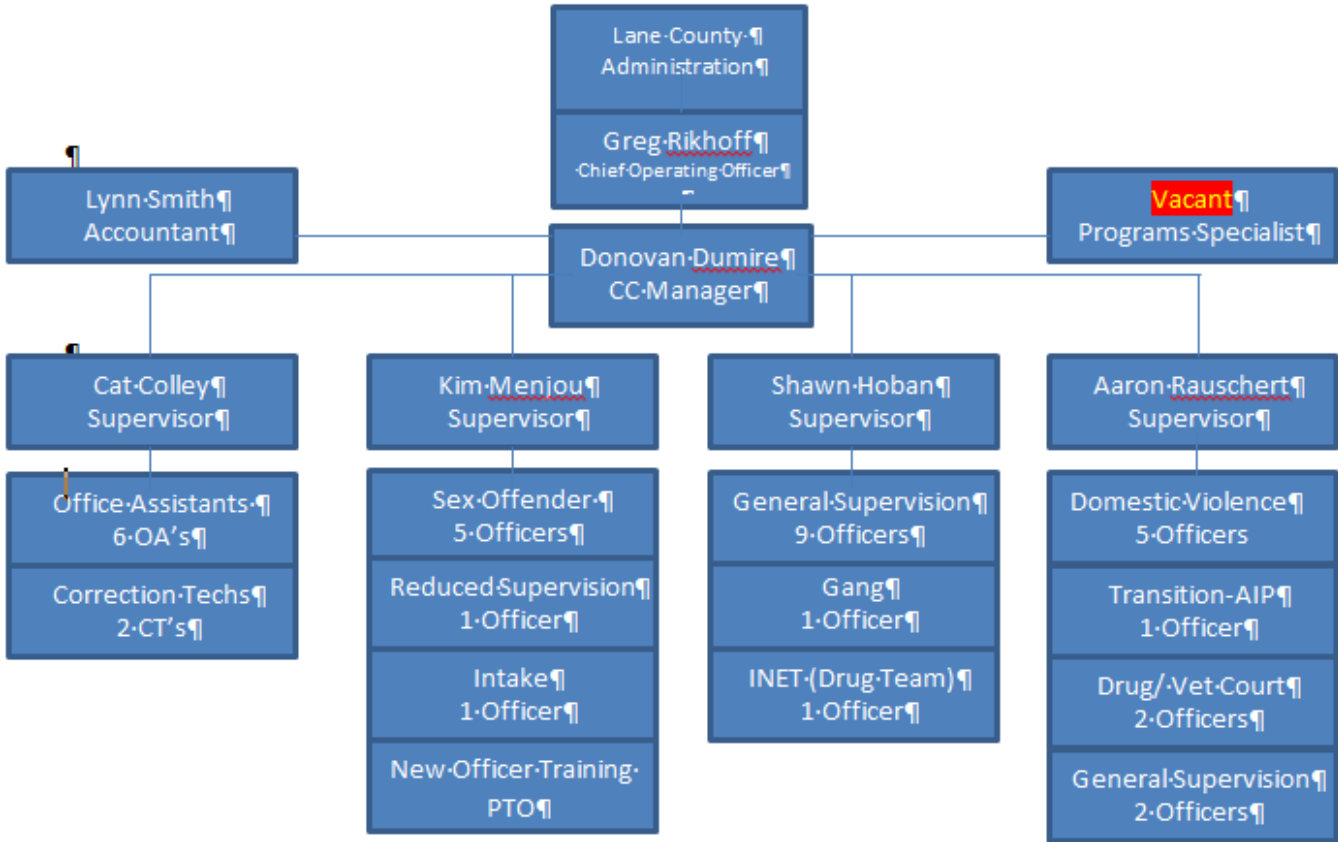 Lane County
Administration
Greg Rikhoff
Chief Operating Officer
Lynn Smith
Accountant
Vacant
Programs Specialist
Donovan Dumire
CC Manager
Cat Colley
Supervisor
Office Assistants
6 OA's
Correction Techs
2 CT's
Kim Menjou
Supervisor
Sex Offender
5 Officers
Reduced Supervision
1 Officer
Intake
1 Officer
New Officer Training
PTO
Shawn Hoban
Supervisor
General Supervision
9 Officers
Gang
1 Officer
INET (Drug Team)
1 Officer
Aaron Rauschert
Supervisor
Domestic Violence
5 Officers
Transition-AIP
1 Officer
Drug/ Vet Court
2 Officers
General Supervision
2 Officers